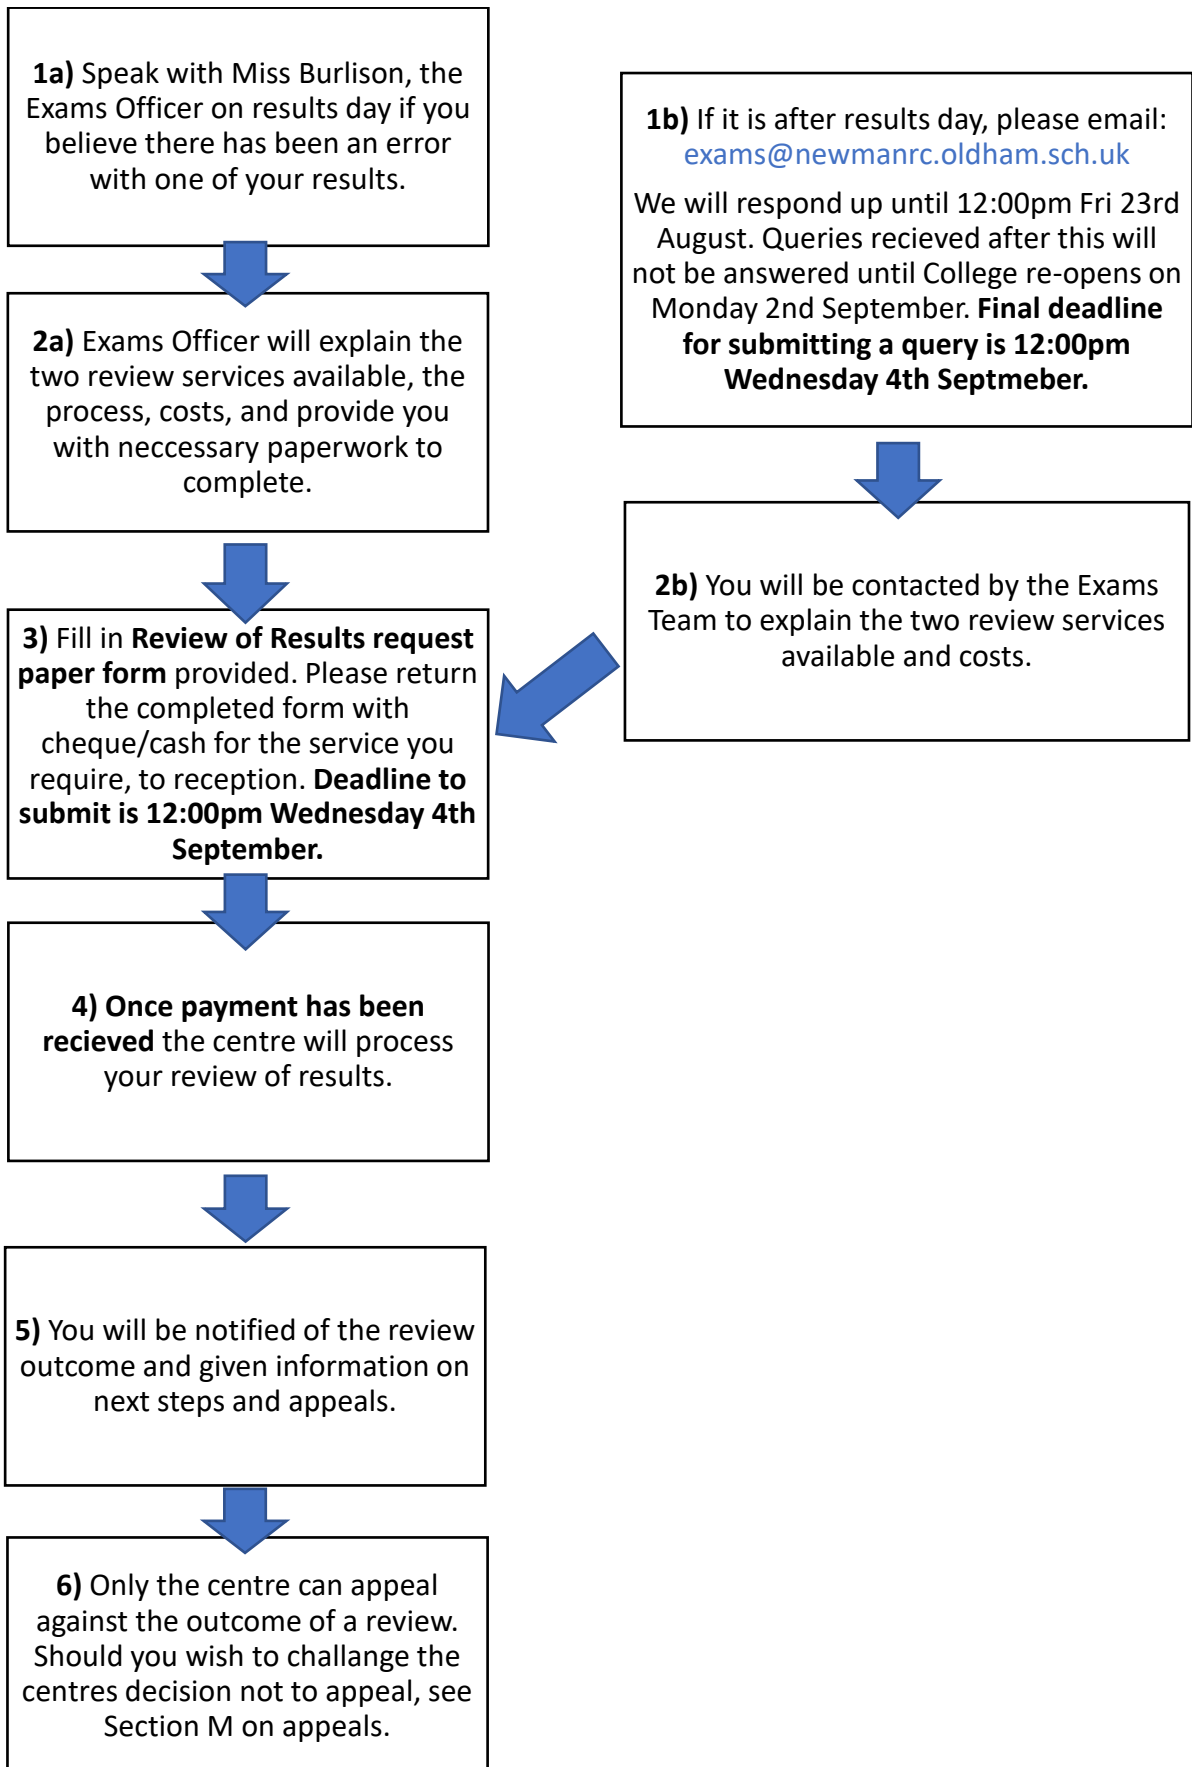 1a) Speak with Miss Burlison, the
Exams Officer on results day if you
believe there has been an error
with one of your results.
1b) If it is after results day, please email:
exams@newmanrc.oldham.sch.uk
We will respond up until 12:00pm Fri 23rd
August. Queries recieved after this will
not be answered until College re-opens on
Monday 2nd September. Final deadline
for submitting a query is 12:00pm
Wednesday 4th Septmeber.
2a) Exams Officer will explain the
two review services available, the
process, costs, and provide you
with neccessary paperwork to
complete.
2b) You will be contacted by the Exams
Team to explain the two review services
available and costs.
3) Fill in Review of Results request
paper form provided. Please return
the completed form with
cheque/cash for the service you
require, to reception. Deadline to
submit is 12:00pm Wednesday 4th
September.
4) Once payment has been
recieved the centre will process
your review of results.
5) You will be notified of the review
outcome and given information on
next steps and appeals.
6) Only the centre can appeal
against the outcome of a review.
Should you wish to challange the
centres decision not to appeal, see
Section M on appeals.